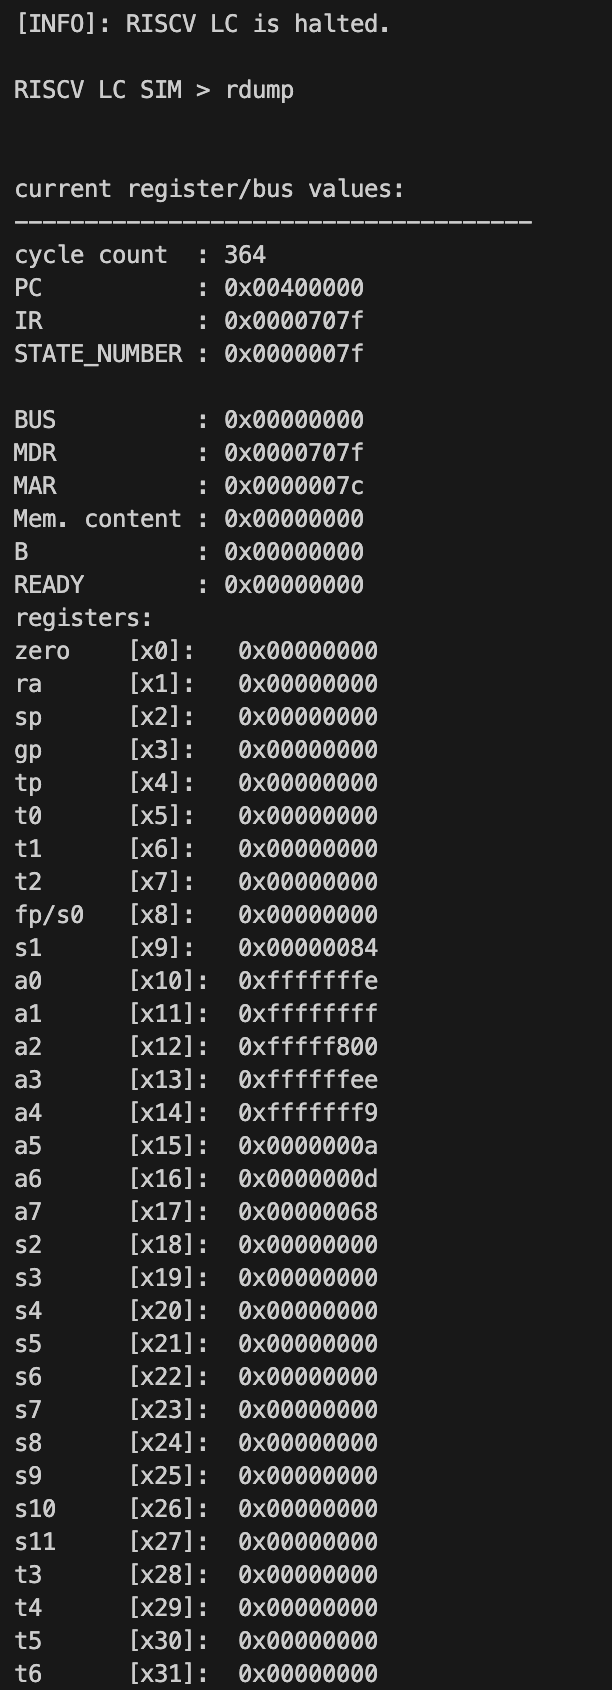 [INFO]: RISCV LC is halted.
RISCV LC SIM > rdump
current register/bus values:
-------------------------------------
cycle count  : 364
PC           : 0x00400000
IR           : 0x0000707f
STATE_NUMBER : 0x0000007f
BUS          : 0x00000000
MDR          : 0x0000707f
MAR          : 0x0000007c
Mem. content : 0x00000000
B            : 0x00000000
READY        : 0x00000000
registers:
zero    [x0]:   0x00000000
ra      [x1]:   0x00000000
sp      [x2]:   0x00000000
gp      [x3]:   0x00000000
tp      [x4]:   0x00000000
t0      [x5]:   0x00000000
t1      [x6]:   0x00000000
t2      [x7]:   0x00000000
fp/s0   [x8]:   0x00000000
s1      [x9]:   0x00000084
a0      [x10]:  0xfffffffe
a1      [x11]:  0xffffffff
a2      [x12]:  0xfffff800
a3      [x13]:  0xffffffee
a4      [x14]:  0xfffffff9
a5      [x15]:  0x0000000a
a6      [x16]:  0x0000000d
a7      [x17]:  0x00000068
s2      [x18]:  0x00000000
s3      [x19]:  0x00000000
s4      [x20]:  0x00000000
s5      [x21]:  0x00000000
s6      [x22]:  0x00000000
s7      [x23]:  0x00000000
s8      [x24]:  0x00000000
s9      [x25]:  0x00000000
s10     [x26]:  0x00000000
s11     [x27]:  0x00000000
t3      [x28]:  0x00000000
t4      [x29]:  0x00000000
t5      [x30]:  0x00000000
t6      [x31]:  0x00000000